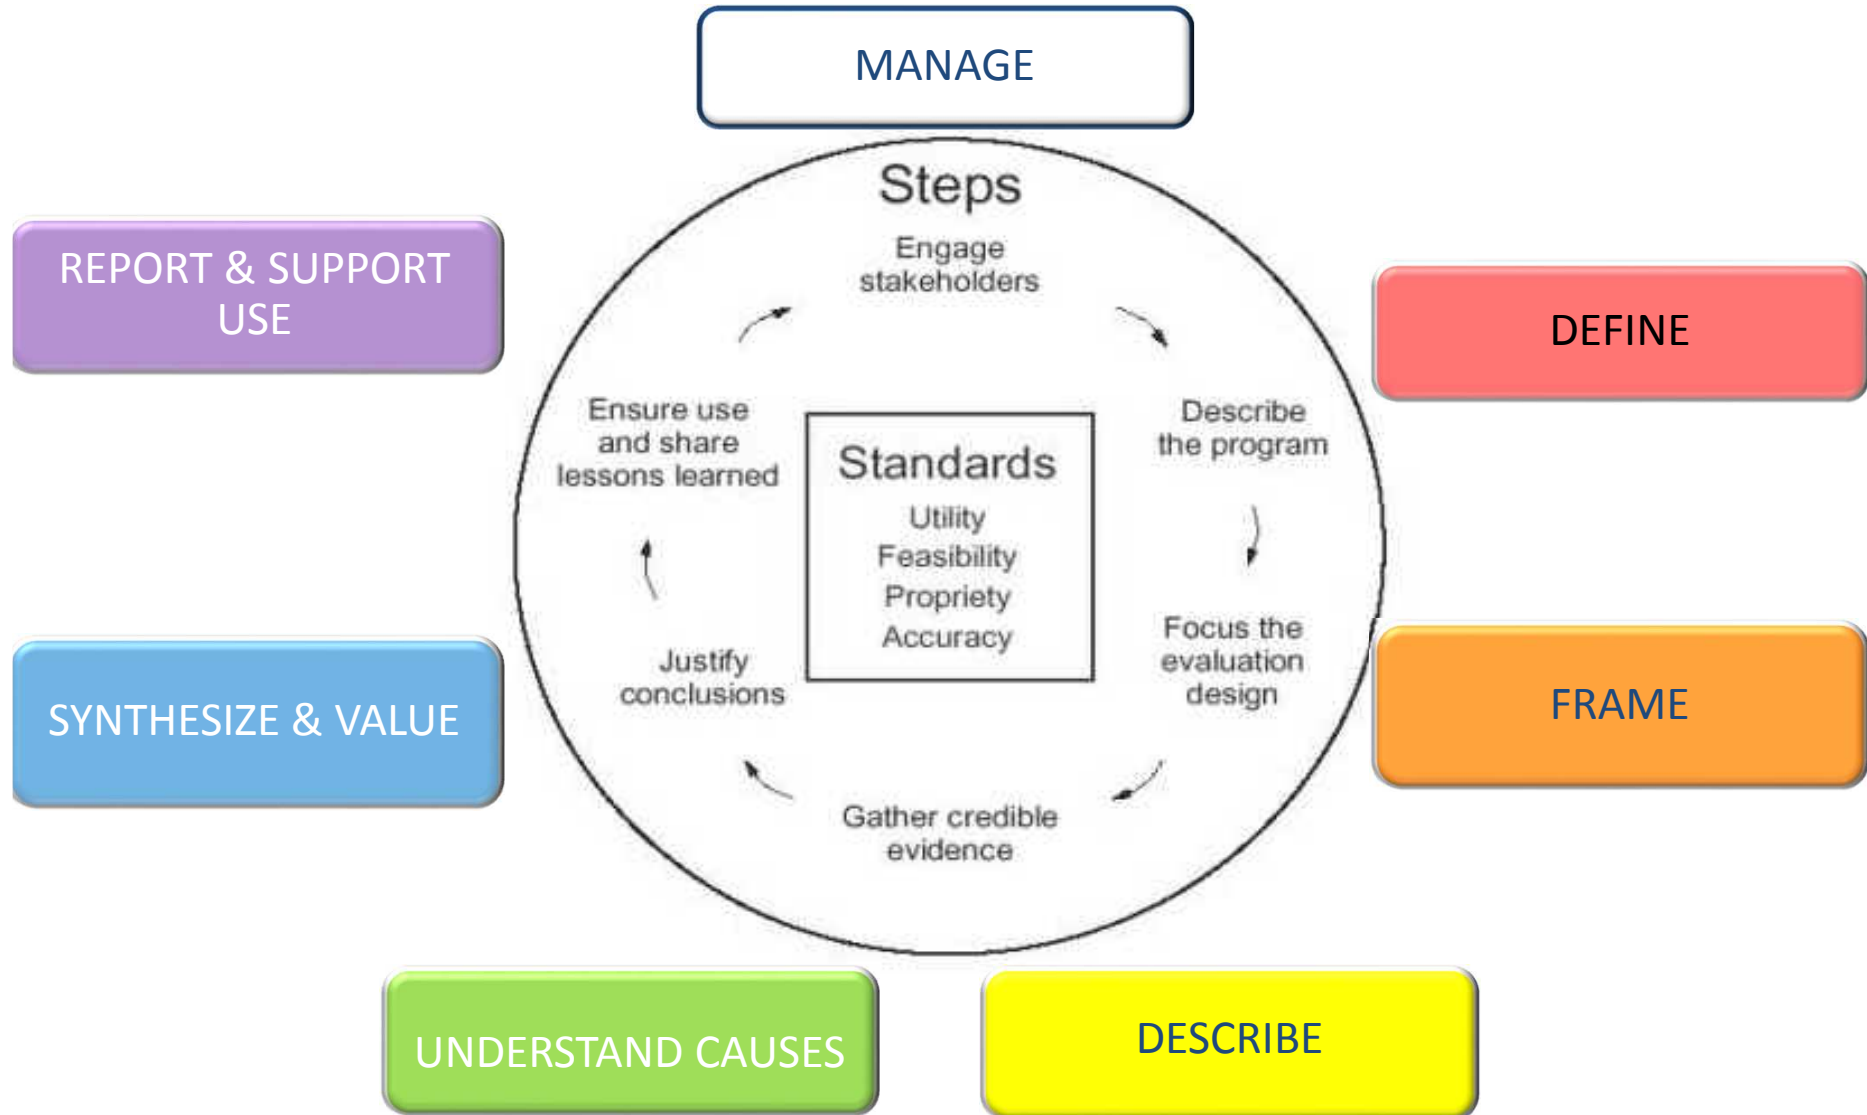 MANAGE
Steps
Engage
stakeholders
REPORT & SUPPORT
USE
DEFINE
Ensure use
and share
lessons learned
Describe
the program
Standards
Utility
Feasibility
Propriety
Accuracy
Focus the
evaluation
design
Justify
conclusions
SYNTHESIZE & VALUE
FRAME
Gather credible
evidence
UNDERSTAND CAUSES
DESCRIBE